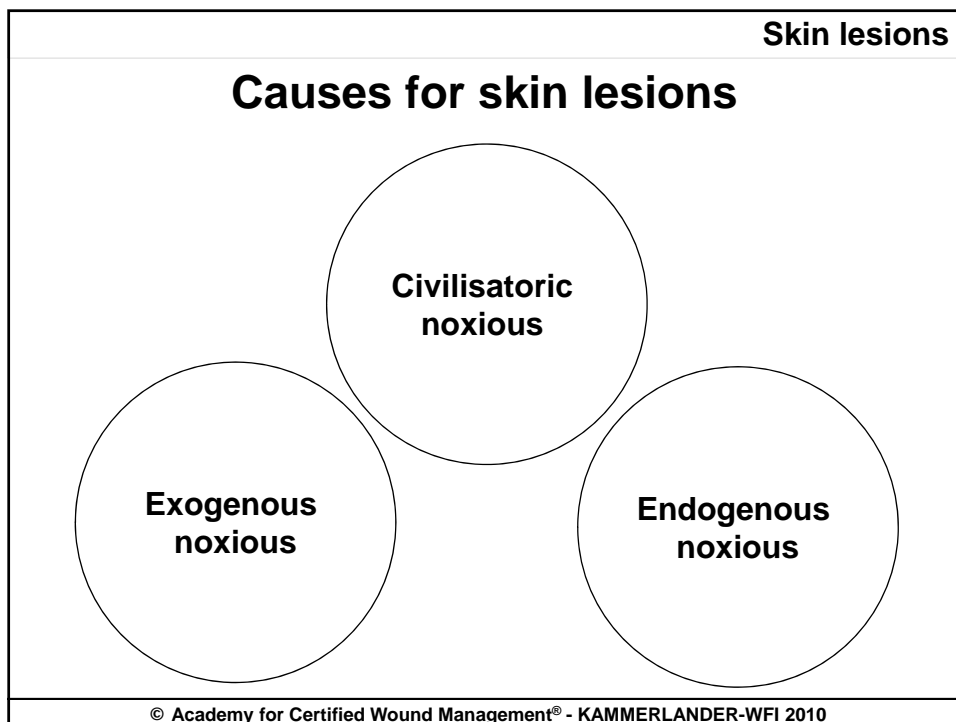 Skin lesions
Causes for skin lesions
Civilisatoric
noxious
Exogenous
noxious
Endogenous
noxious
© Academy for Certified Wound Management® - KAMMERLANDER-WFI 2010